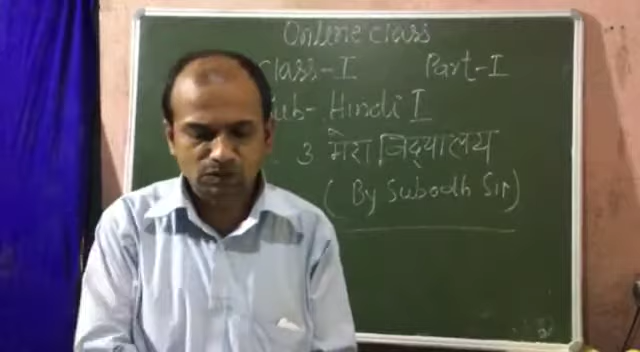 Online class
class-I Part-I
Sub- Hindi I
3 मेरा विद्यालय
(By Subodh Sir)